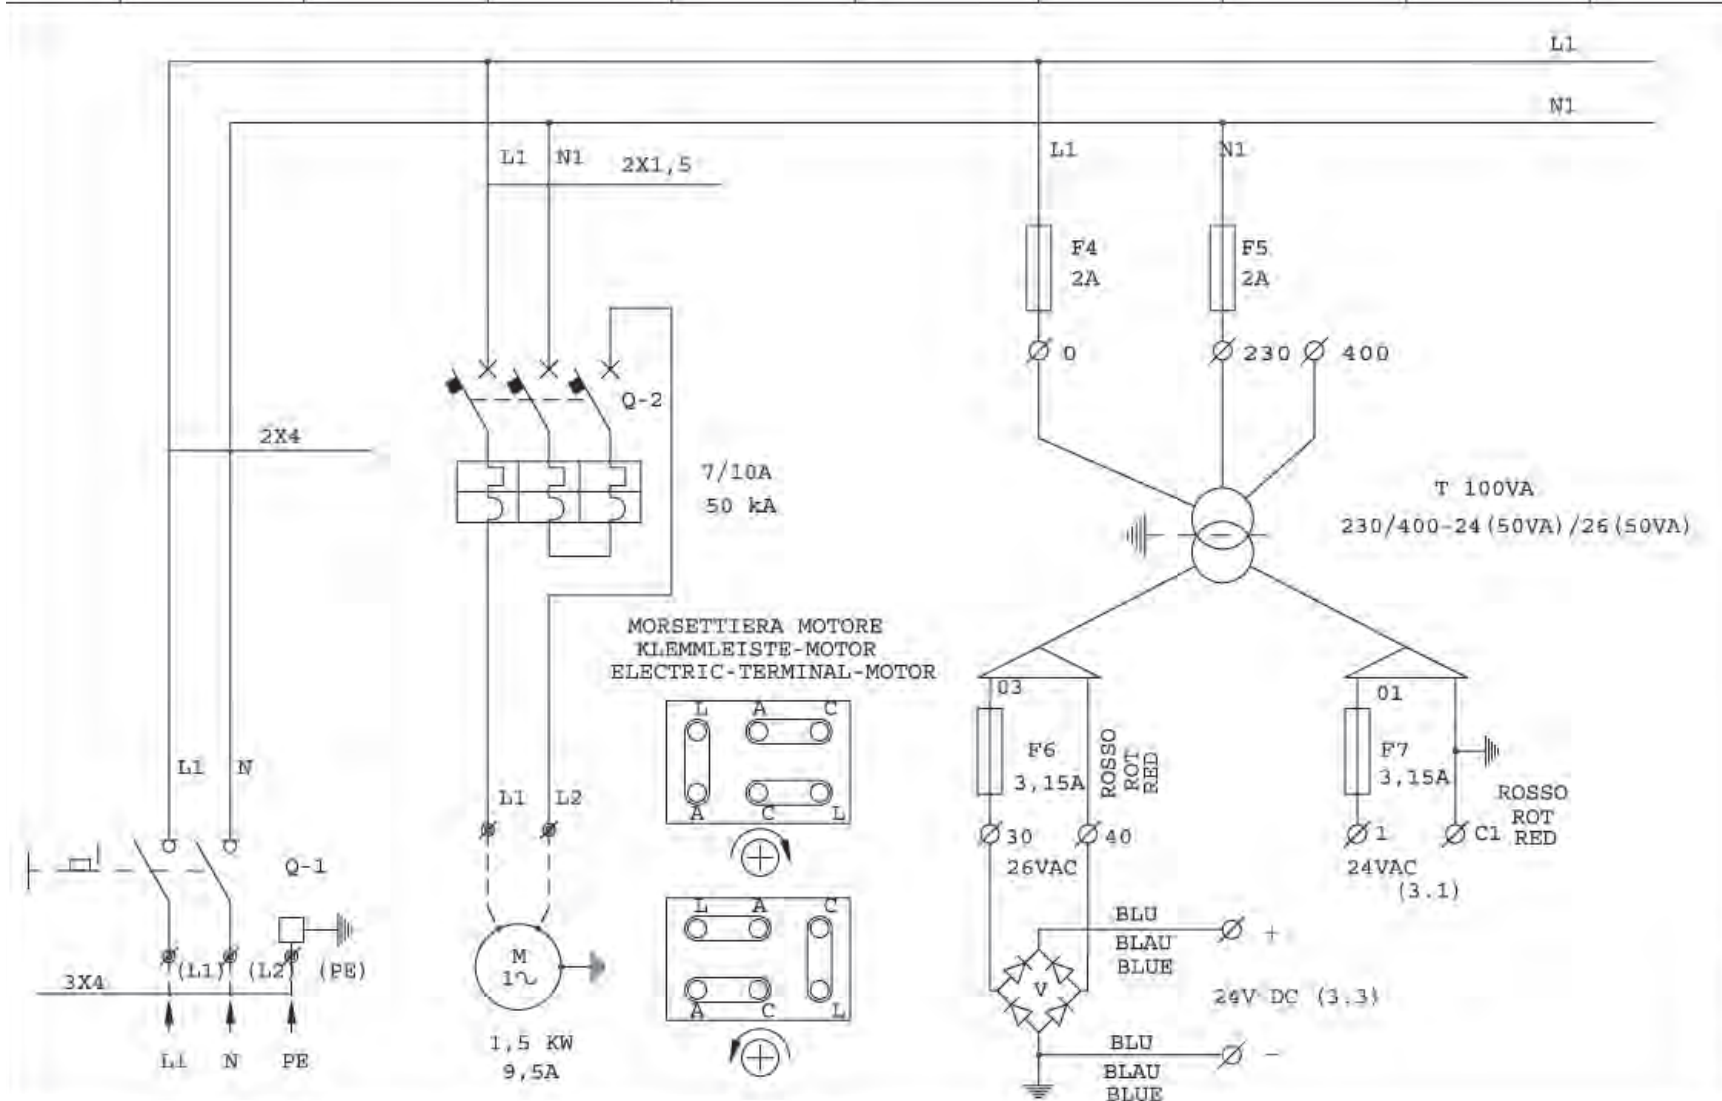 L1
N1
L1 N1 2X1,5
L1
N1
F4
2A
F5
2A
0
230
400
Q-2
2X4
7/10A
50 kA
T 100VA
230/400-24(50VA)/26(50VA)
MORSETTIERA MOTORE
KLEMMLEISTE-MOTOR
ELECTRIC-TERMINAL-MOTOR
L A C
A C L
03
F6
3,15A
ROSSO
ROT
RED
01
F7
3,15A
ROSSO
ROT
RED
L1 N
L1 L2
30
40
26VAC
1
C1
24VAC
(3.1)
Q-1
L A C
A C L
BLU
BLAU
BLUE
+
M
1~
V
24V DC (3.3)
(L1) (L2) (PE)
3X4
L1 N PE
1,5 KW
9,5A
BLU
BLAU
BLUE
-